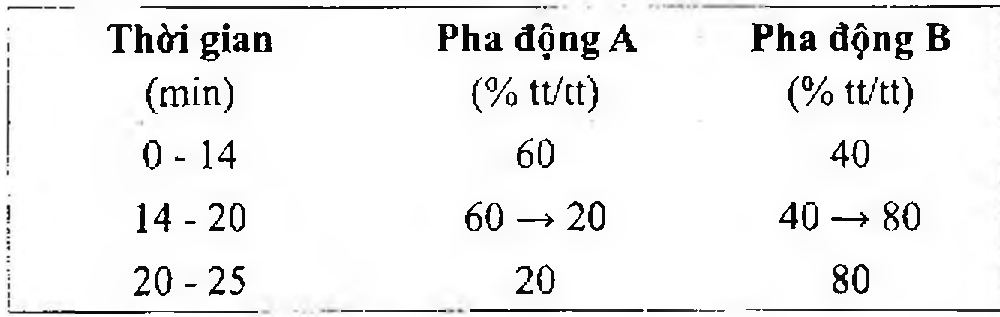 Thời gian Pha động A Pha động B
(min) (% tt/tt) (% tt/tt)
0 - 14 60 40
14 - 20 60 → 20 40 → 80
20 - 25 20 80